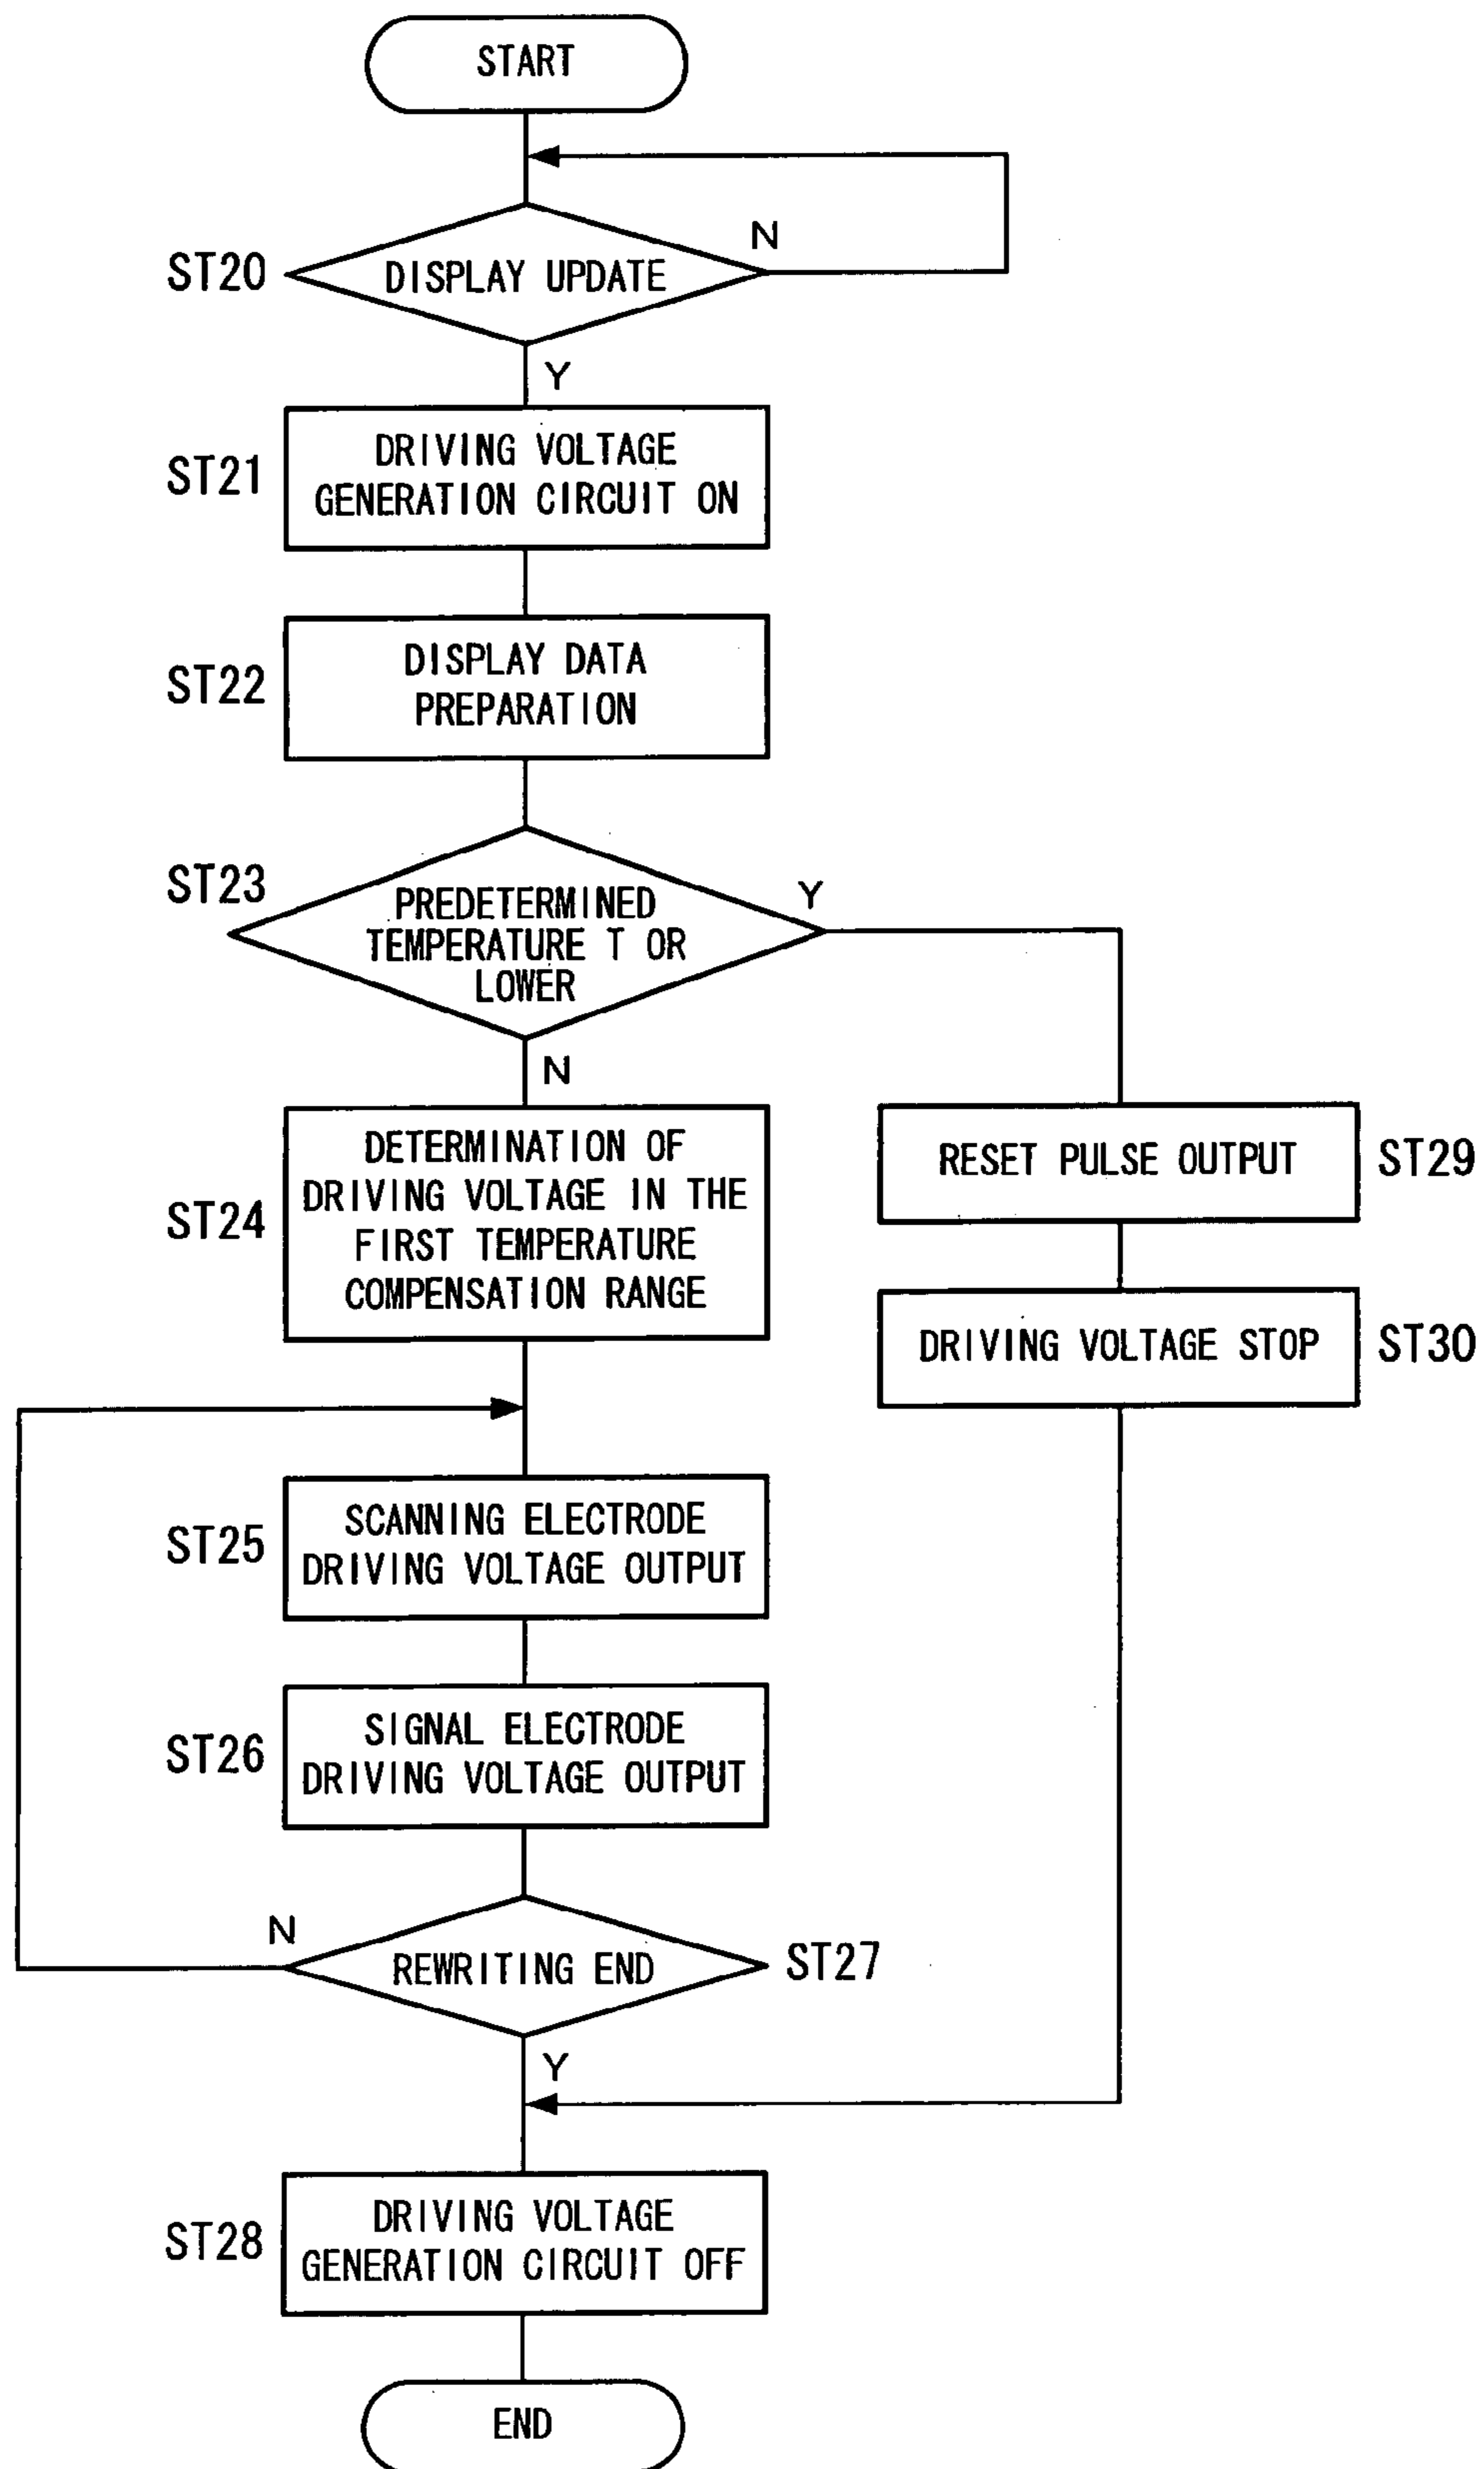 START
N
ST20
DISPLAY UPDATE
Y
ST21
DRIVING VOLTAGE
GENERATION CIRCUIT ON
ST22
DISPLAY DATA
PREPARATION
ST23
PREDETERMINED
TEMPERATURE T OR
LOWER
Y
N
ST24
DETERMINATION OF
DRIVING VOLTAGE IN THE
FIRST TEMPERATURE
COMPENSATION RANGE
RESET PULSE OUTPUT
ST29
DRIVING VOLTAGE STOP
ST30
ST25
SCANNING ELECTRODE
DRIVING VOLTAGE OUTPUT
ST26
SIGNAL ELECTRODE
DRIVING VOLTAGE OUTPUT
N
REWRITING END
ST27
Y
ST28
DRIVING VOLTAGE
GENERATION CIRCUIT OFF
END